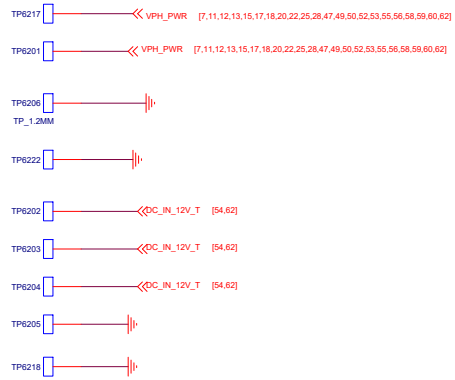 TP6217 VPH_PWR [7,11,12,13,15,17,18,20,22,25,28,47,49,50,52,53,55,56,58,59,60,62]
TP6201 VPH_PWR [7,11,12,13,15,17,18,20,22,25,28,47,49,50,52,53,55,56,58,59,60,62]
TP6206
TP_1.2MM
TP6222
TP6202 DC_IN_12V_T [54,62]
TP6203 DC_IN_12V_T [54,62]
TP6204 DC_IN_12V_T [54,62]
TP6205
TP6218